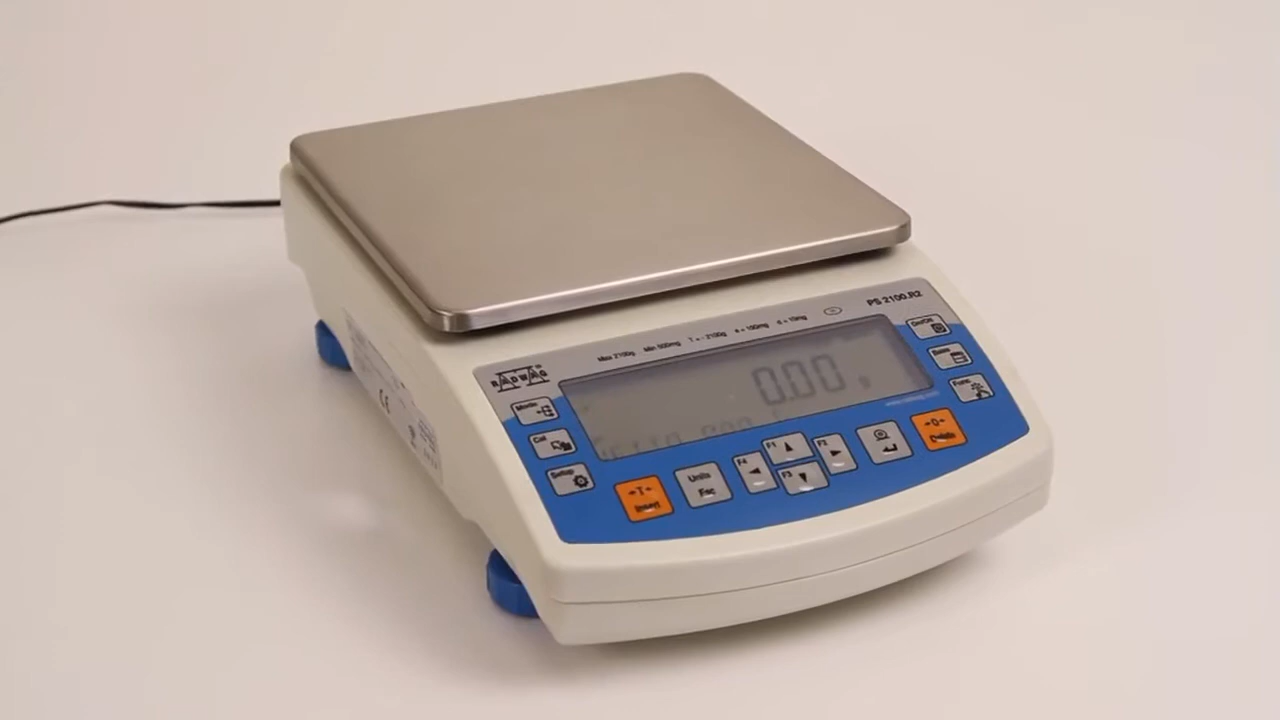 PS 2100.R2
Max 2100g Min 500mg T = - 2100g e = 100mg d = 10mg
RADWAG
On/Off
0.00 g
Mode
Func
Cal
F1
F2
→0←
Delete
Setup
F4
F3
Units
Esc
→T←
Insert